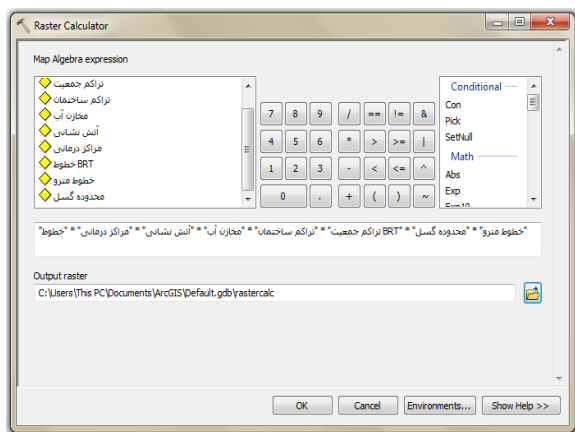 Raster Calculator
Map Algebra expression
تراکم جمعیت
تراکم ساختمان
مخازن آب
آتش نشانی
مراکز درمانی
خطوط BRT
خطوط مترو
محدوده گسل
7 8 9 / == != &
4 5 6 * > >= |
1 2 3 - < <= ^
0 . + ( ) ~
Conditional
Con
Pick
SetNull
Math
Abs
Exp
Exp10
"خطوط مترو" * "محدوده گسل" * "BRT تراکم جمعیت" * "تراکم ساختمان" * "مخازن آب" * "آتش نشانی" * "مراکز درمانی" * "خطوط"
Output raster
C:\Users\This PC\Documents\ArcGIS\Default.gdb\rastercalc
OK
Cancel
Environments...
Show Help >>